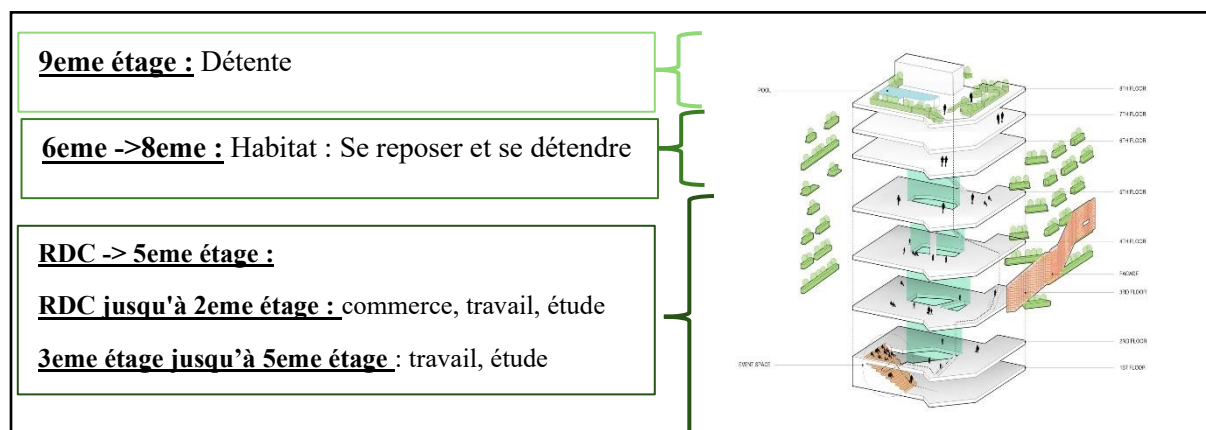 9eme étage : Détente
6eme ->8eme : Habitat : Se reposer et se détendre
RDC -> 5eme étage :
RDC jusqu'à 2eme étage : commerce, travail, étude
3eme étage jusqu’à 5eme étage : travail, étude
POOL
EVENT SPACE
8TH FLOOR
7TH FLOOR
6TH FLOOR
5TH FLOOR
4TH FLOOR
FACADE
3RD FLOOR
2ND FLOOR
1ST FLOOR